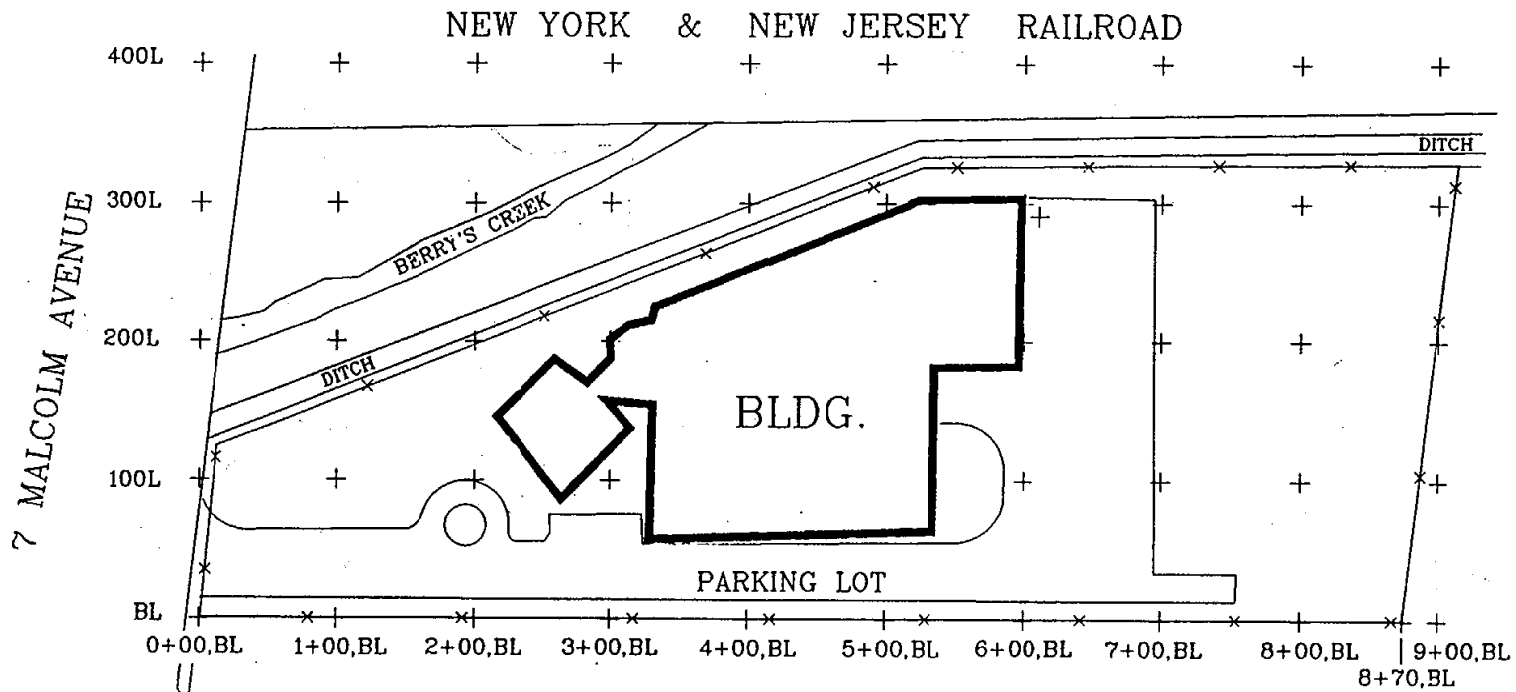 NEW YORK & NEW JERSEY RAILROAD
400L
DITCH
300L
BERRY'S CREEK
7 MALCOLM AVENUE
200L
DITCH
BLDG.
100L
PARKING LOT
BL
0+00,BL 1+00,BL 2+00,BL 3+00,BL 4+00,BL 5+00,BL 6+00,BL 7+00,BL 8+00,BL 9+00,BL
8+70,BL